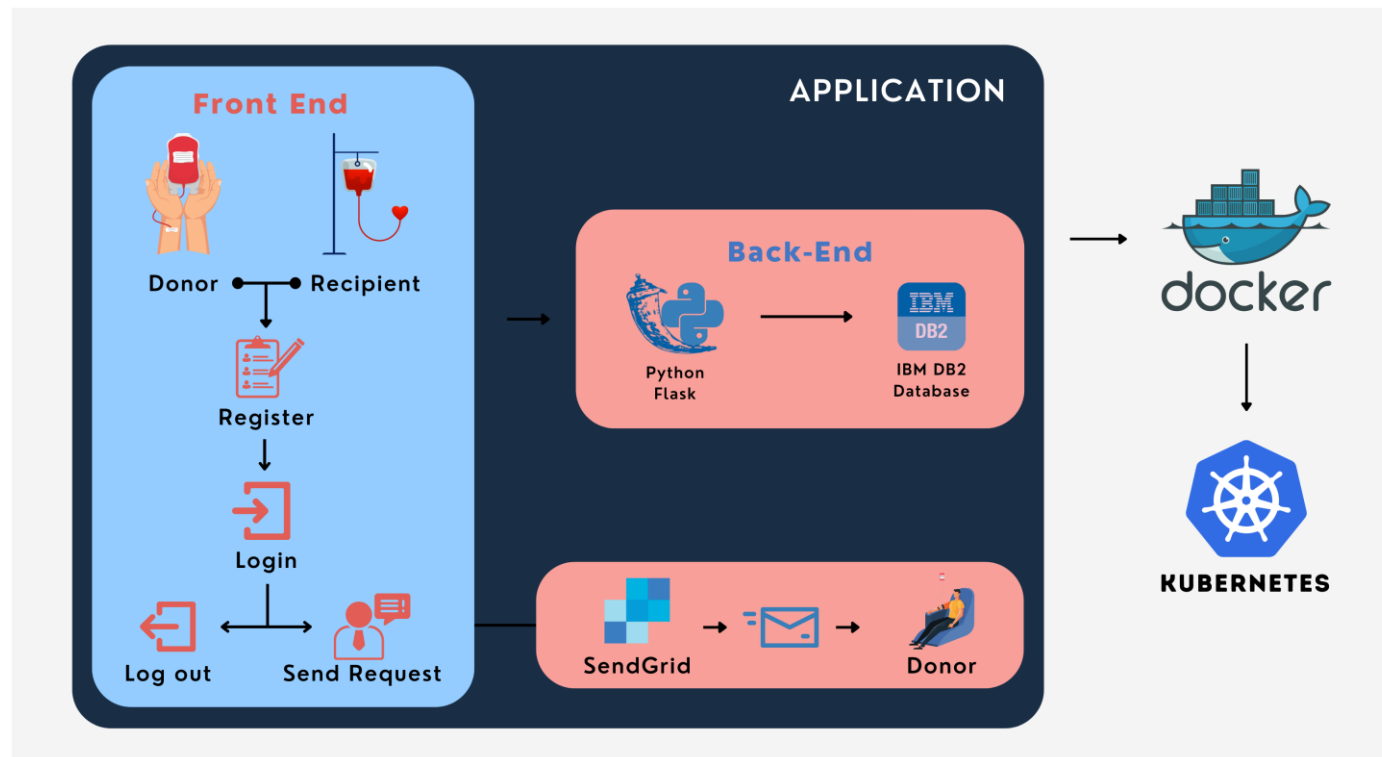 APPLICATION
Front End
Donor
Recipient
Register
Login
Log out
Send Request
Back-End
Python
Flask
IBM
DB2
IBM DB2
Database
SendGrid
Donor
docker
KUBERNETES